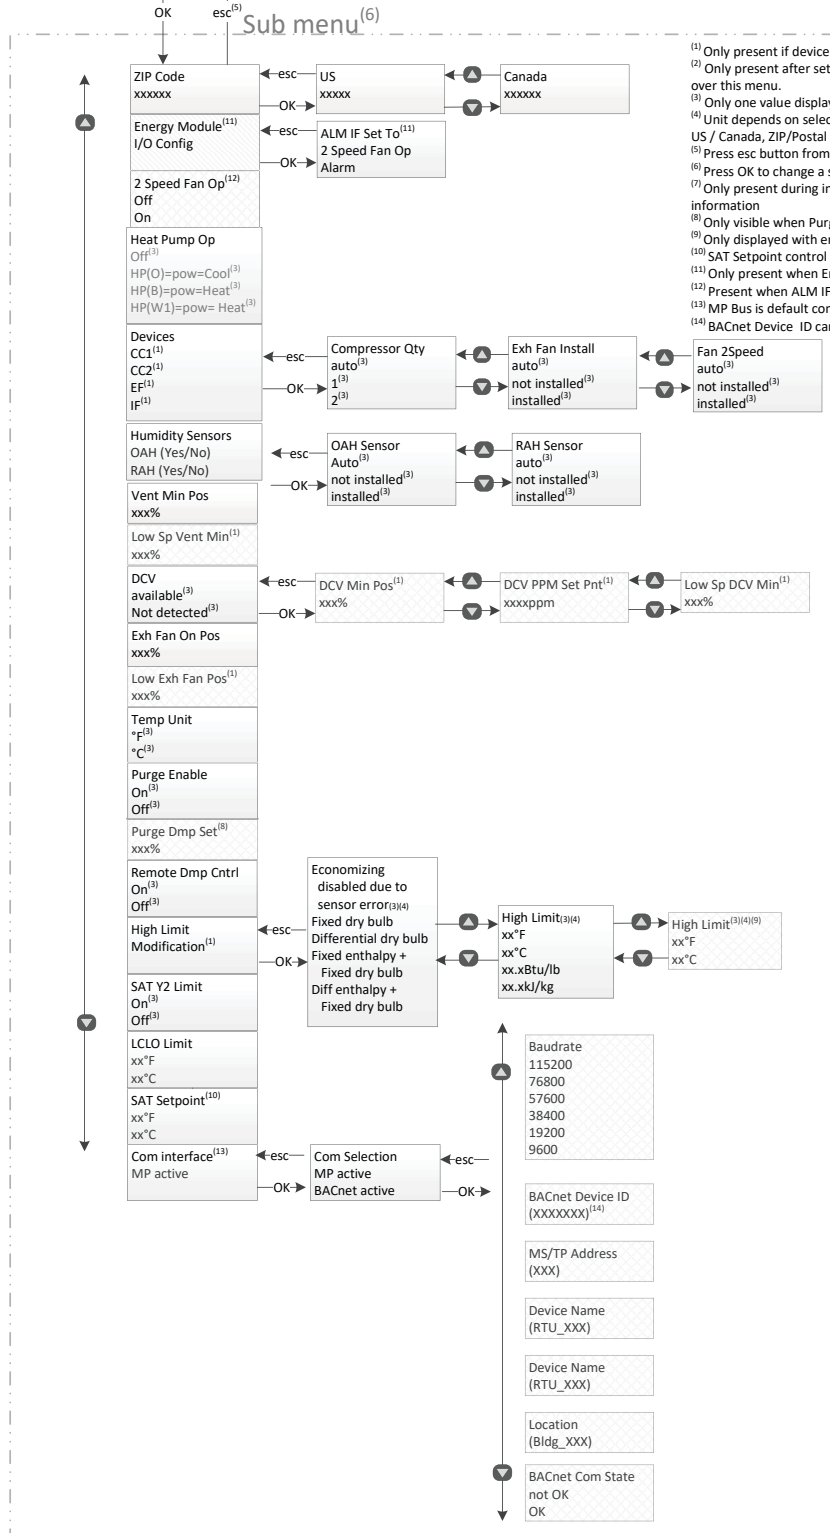 OK
esc(5)
Sub menu(6)
(1) Only present if device
(2) Only present after set
over this menu.
(3) Only one value display
(4) Unit depends on select
US / Canada, ZIP/Postal
(5) Press esc button from
(6) Press OK to change a s
(7) Only present during in
information
(8) Only visible when Purg
(9) Only displayed with en
(10) SAT Setpoint control
(11) Only present when En
(12) Present when ALM IF
(13) MP Bus is default con
(14) BACnet Device ID can
ZIP Code
xxxxxx
esc
OK
US
xxxxx
Canada
xxxxxx
Energy Module(11)
I/O Config
esc
OK
ALM IF Set To(11)
2 Speed Fan Op
Alarm
2 Speed Fan Op(12)
Off
On
Heat Pump Op
Off(3)
HP(O)=pow=Cool(3)
HP(B)=pow=Heat(3)
HP(W1)=pow= Heat(3)
Devices
CC1(1)
CC2(1)
EF(1)
IF(1)
esc
OK
Compressor Qty
auto(3)
1(3)
2(3)
Exh Fan Install
auto(3)
not installed(3)
installed(3)
Fan 2Speed
auto(3)
not installed(3)
installed(3)
Humidity Sensors
OAH (Yes/No)
RAH (Yes/No)
esc
OK
OAH Sensor
Auto(3)
not installed(3)
installed(3)
RAH Sensor
auto(3)
not installed(3)
installed(3)
Vent Min Pos
xxx%
Low Sp Vent Min(1)
xxx%
DCV
available(3)
Not detected(3)
esc
OK
DCV Min Pos(1)
xxx%
DCV PPM Set Pnt(1)
xxxxppm
Low Sp DCV Min(1)
xxx%
Exh Fan On Pos
xxx%
Low Exh Fan Pos(1)
xxx%
Temp Unit
°F(3)
°C(3)
Purge Enable
On(3)
Off(3)
Purge Dmp Set(8)
xxx%
Remote Dmp Cntrl
On(3)
Off(3)
High Limit
Modification(1)
esc
OK
Economizing
disabled due to
sensor error(3)(4)
Fixed dry bulb
Differential dry bulb
Fixed enthalpy +
Fixed dry bulb
Diff enthalpy +
Fixed dry bulb
High Limit(3)(4)
xx°F
xx°C
xx.xBtu/lb
xx.xkJ/kg
High Limit(3)(4)(9)
xx°F
xx°C
SAT Y2 Limit
On(3)
Off(3)
LCLO Limit
xx°F
xx°C
SAT Setpoint(10)
xx°F
xx°C
Com interface(13)
MP active
esc
OK
Com Selection
MP active
BACnet active
esc
OK
Baudrate
115200
76800
57600
38400
19200
9600
BACnet Device ID
(XXXXXXX)(14)
MS/TP Address
(XXX)
Device Name
(RTU_XXX)
Device Name
(RTU_XXX)
Location
(Bldg_XXX)
BACnet Com State
not OK
OK